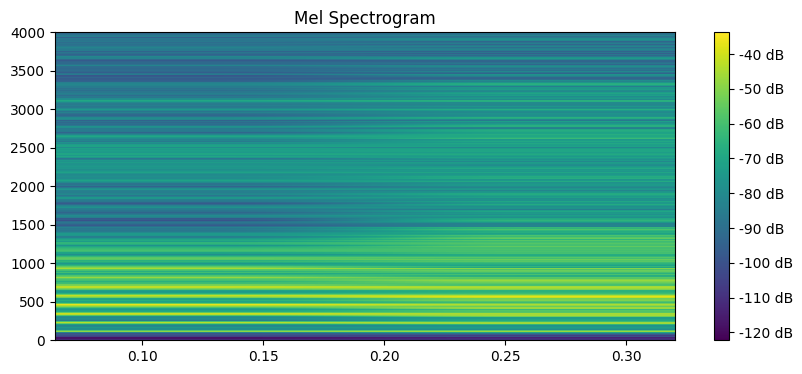 Mel Spectrogram
4000
3500
3000
2500
2000
1500
1000
500
0
0.10 0.15 0.20 0.25 0.30
-40 dB
-50 dB
-60 dB
-70 dB
-80 dB
-90 dB
-100 dB
-110 dB
-120 dB